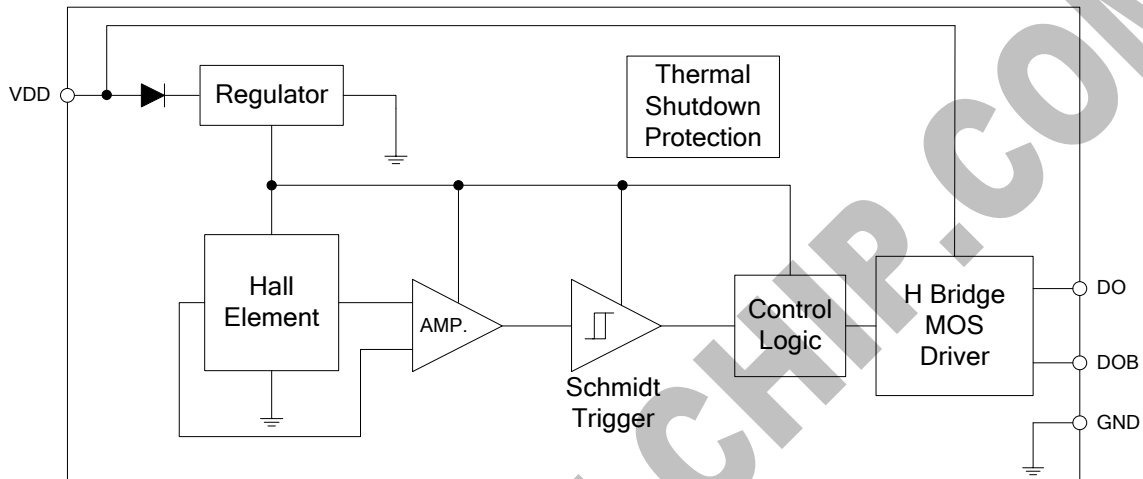 VDD
Regulator
Thermal
Shutdown
Protection
Hall
Element
AMP.
Schmidt
Trigger
Control
Logic
H Bridge
MOS
Driver
DO
DOB
GND
CHIP.COM